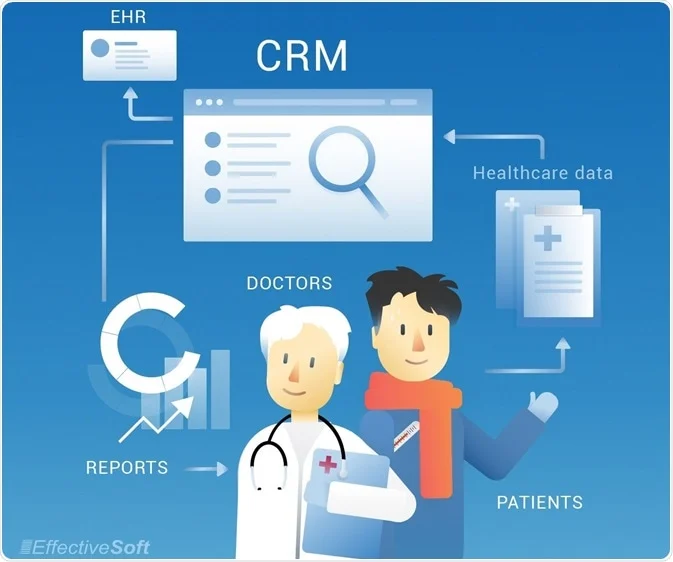 EHR
CRM
Healthcare data
DOCTORS
REPORTS
PATIENTS
EffectiveSoft